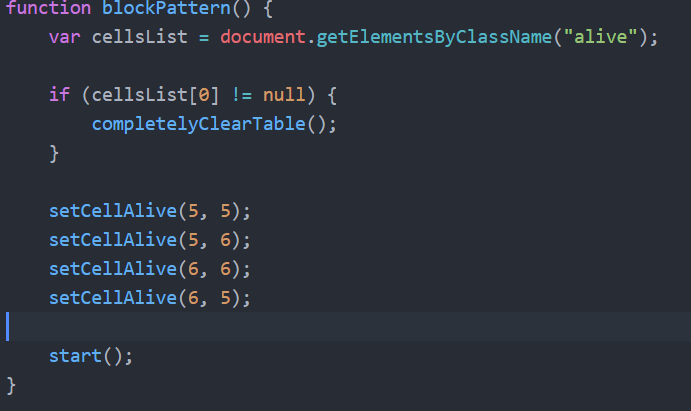 function blockPattern() {
    var cellsList = document.getElementsByClassName("alive");

    if (cellsList[0] != null) {
        completelyClearTable();
    }

    setCellAlive(5, 5);
    setCellAlive(5, 6);
    setCellAlive(6, 6);
    setCellAlive(6, 5);

    start();
}